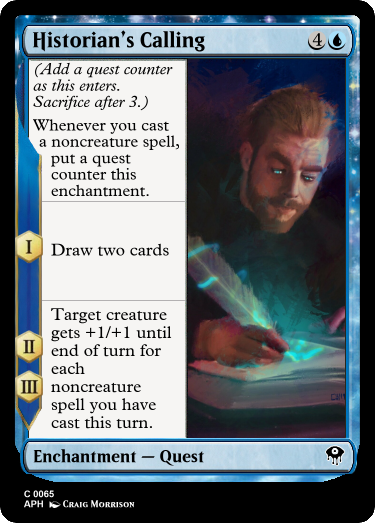 Historian's Calling
4
(Add a quest counter
as this enters.
Sacrifice after 3.)
Whenever you cast
a noncreature spell,
put a quest
counter this
enchantment.
I
Draw two cards
II
III
Target creature
gets +1/+1 until
end of turn for
each
noncreature
spell you have
cast this turn.
Enchantment — Quest
C 0065
APH CRAIG MORRISON